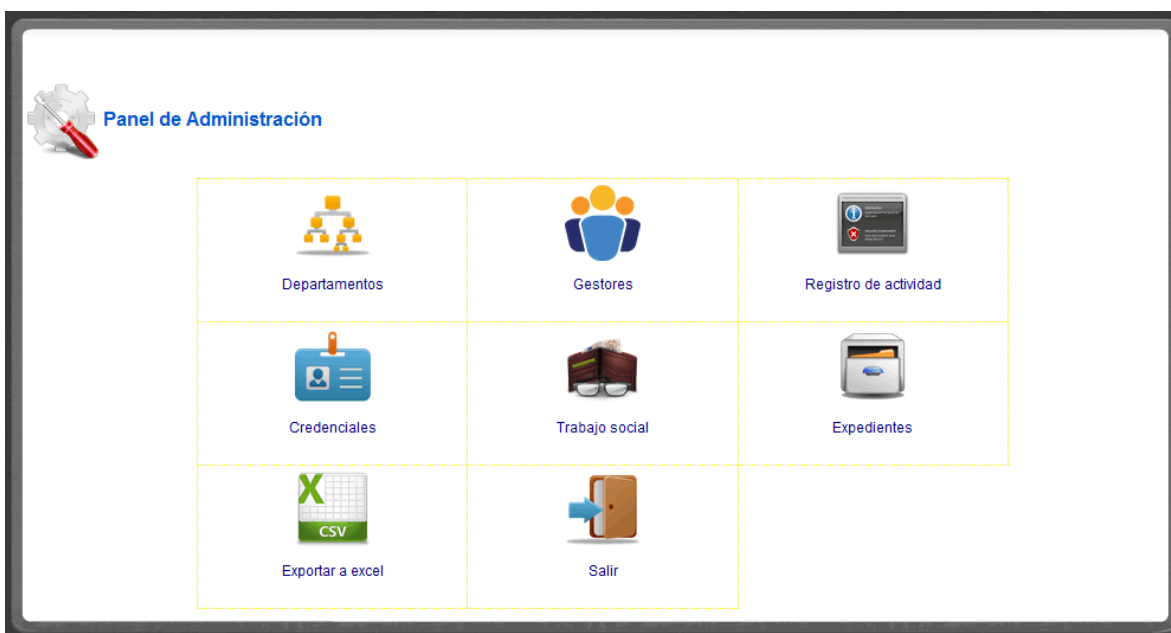 Panel de Administración
Departamentos
Gestores
Registro de actividad
Credenciales
Trabajo social
Expedientes
X
CSV
Exportar a excel
Salir